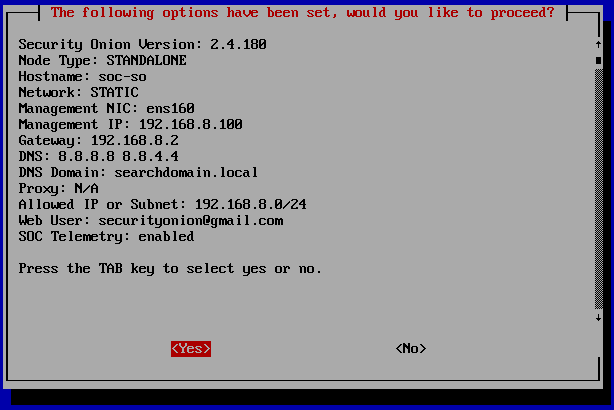 The following options have been set, would you like to proceed?
Security Onion Version: 2.4.180
Node Type: STANDALONE
Hostname: soc-so
Network: STATIC
Management NIC: ens160
Management IP: 192.168.8.100
Gateway: 192.168.8.2
DNS: 8.8.8.8 8.8.4.4
DNS Domain: searchdomain.local
Proxy: N/A
Allowed IP or Subnet: 192.168.8.0/24
Web User: securityonion@gmail.com
SOC Telemetry: enabled
Press the TAB key to select yes or no.
<Yes> <No>